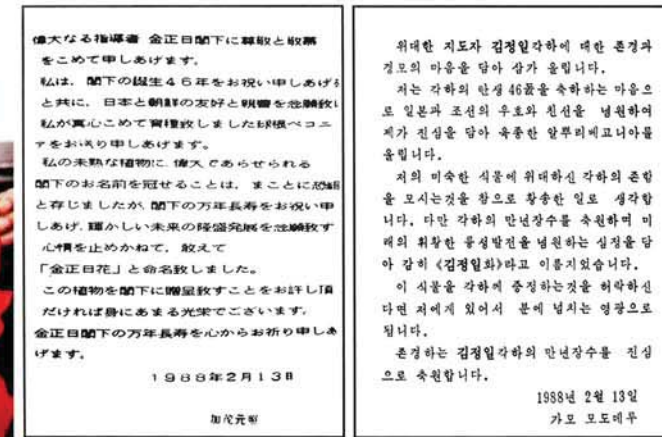 偉大なる指導者 金正日閣下に尊敬と敬慕
をこめて申しあげます。
私は、閣下の誕生46年をお祝い申しあげる
と共に、日本と朝鮮の友好と親善を念願致し
私が真心こめて育種致しました球根ベコニ
アをお送り申しあげます。
私の未熟な植物に 偉大であらせられる
閣下のお名前を冠せることは、まことに恐縮
と存じましたが、閣下の万年長寿をお祝い申
しあげ、輝かしい未来の隆盛発展を念願致す
心情を止めかねて、敢えて
「金正日花」と命名致しました。
この植物を閣下に贈呈致すことをお許し頂
だければ身にあまる光栄でございます。
金正日閣下の万年長寿を心からお祈り申しあ
げます。
1988年2月13日
加茂元照
위대한 지도자 김정일각하에 대한 존경과
경모의 마음을 담아 삼가 올립니다.
저는 각하의 탄생 46돐을 축하하는 마음으
로 일본과 조선의 우호와 친선을 념원하여
제가 진심을 담아 육종한 알뿌리베고니아를
올립니다.
저의 미숙한 식물에 위대하신 각하의 존함
을 모시는것을 참으로 황송한 일로 생각합
니다. 다만 각하의 만년장수를 축원하며 미
래의 휘황한 륭성발전을 념원하는 심정을 담
아 감히 《김정일화》라고 이름지었습니다.
이 식물을 각하께 증정하는것을 허락하신
다면 저에게 있어서 분에 넘치는 영광으로
됩니다.
존경하는 김정일각하의 만년장수를 진심
으로 축원합니다.
1988년 2월 13일
가모 모도데루